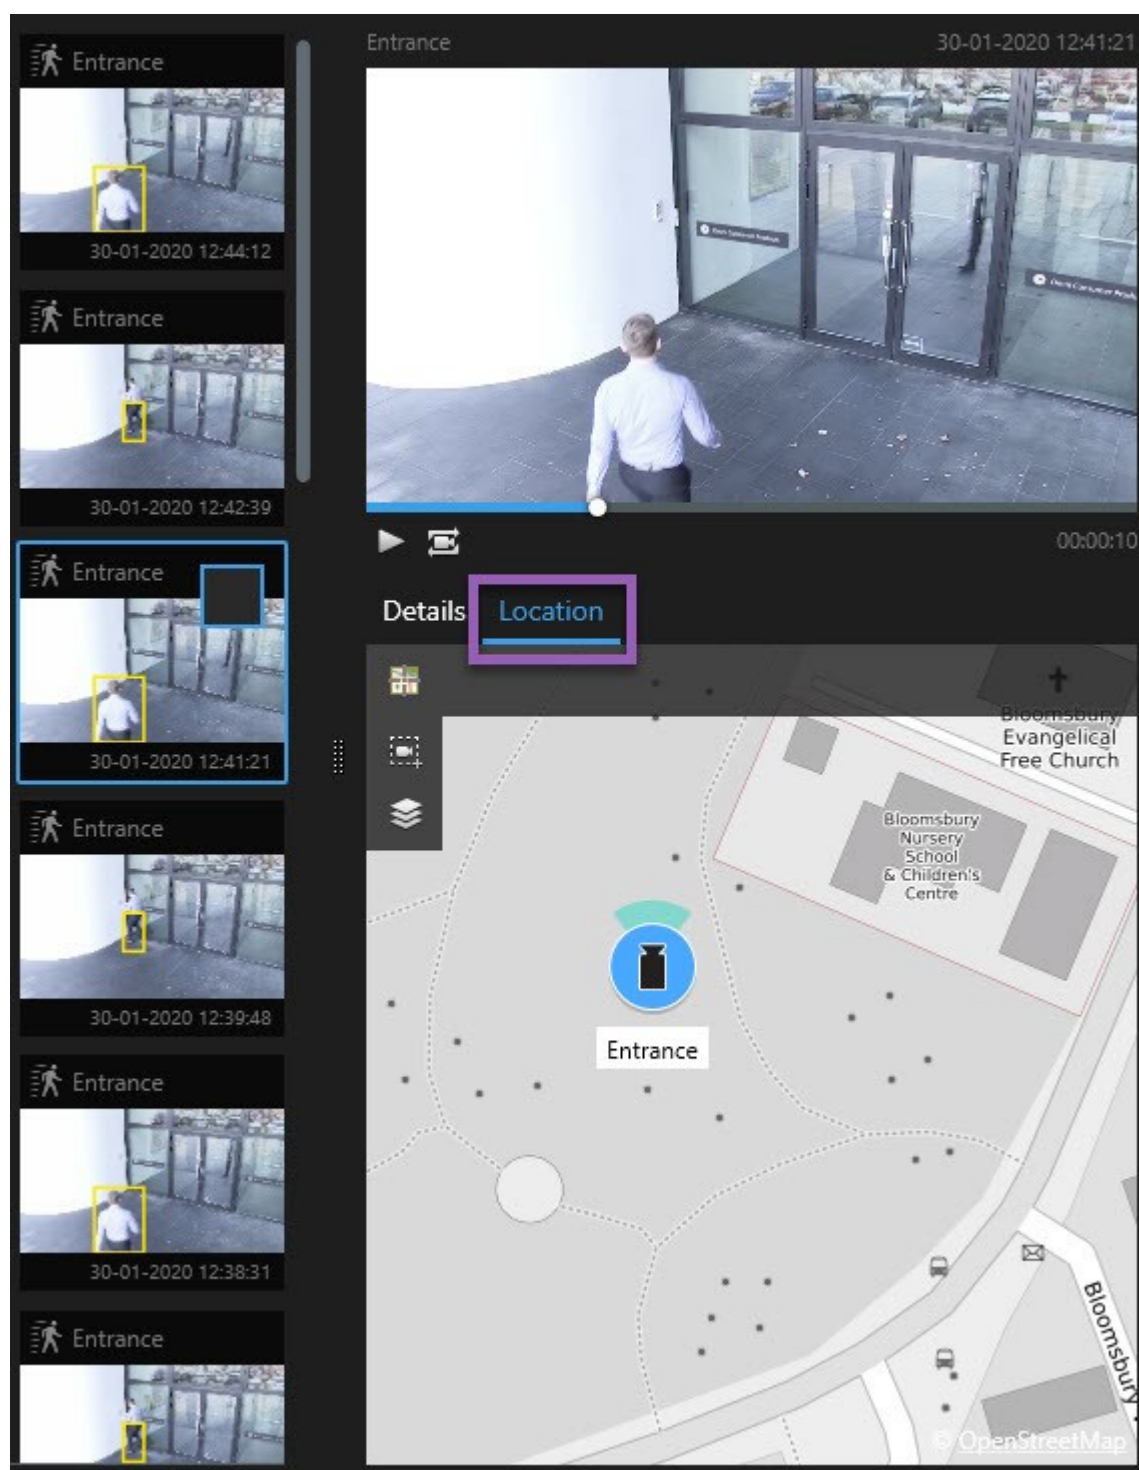 Entrance
30-01-2020 12:44:12
Entrance
30-01-2020 12:42:39
Entrance
30-01-2020 12:41:21
Entrance
30-01-2020 12:39:48
Entrance
30-01-2020 12:38:31
Entrance
Entrance
30-01-2020 12:41:21
00:00:10
Details
Location
Bloomsbury
Evangelical
Free Church
Bloomsbury
Nursery
School
& Children's
Centre
Entrance
Bloomsbury
© OpenStreetMap